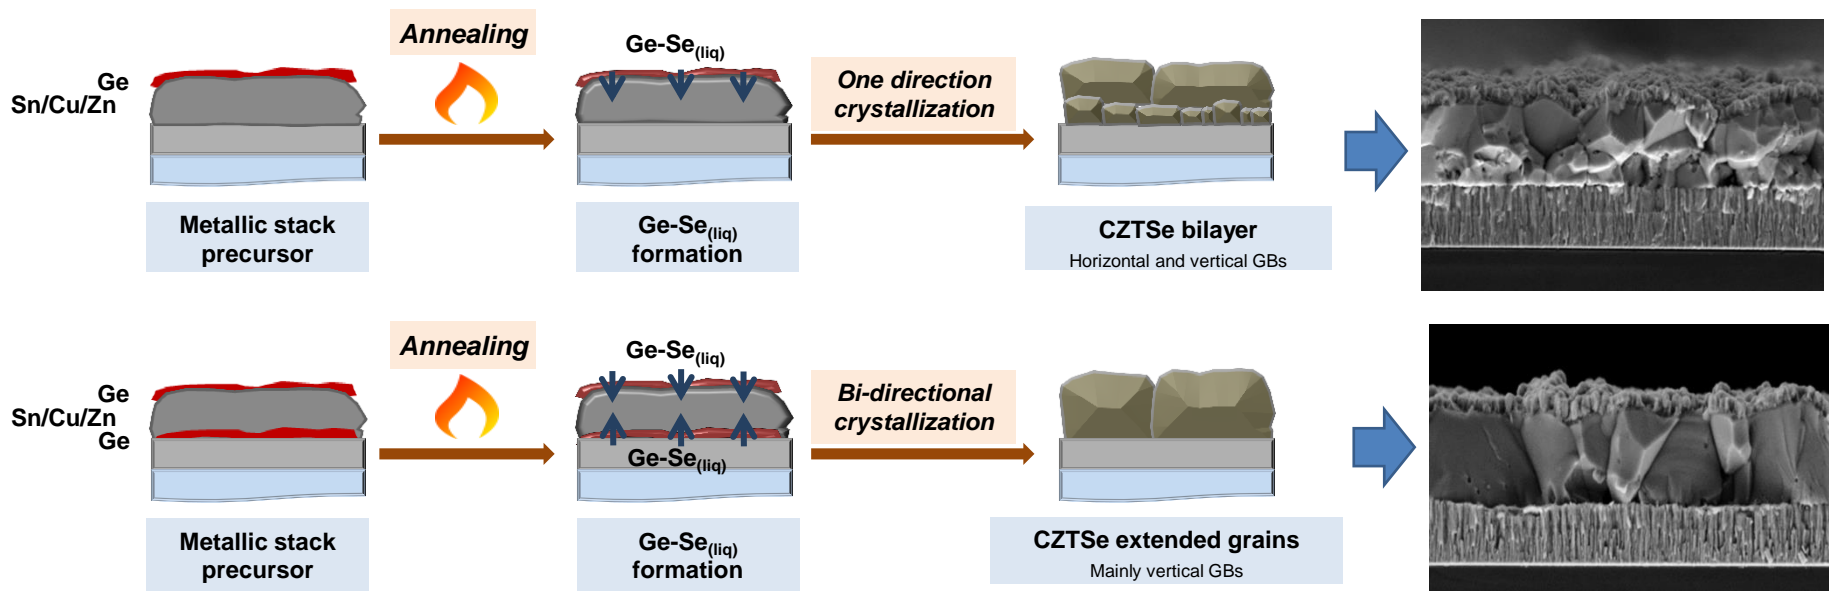 Ge
Sn/Cu/Zn
Annealing
Ge-Se(liq)
One direction
crystallization
Metallic stack
precursor
Ge-Se(liq)
formation
CZTSe bilayer
Horizontal and vertical GBs
Ge
Sn/Cu/Zn
Ge
Annealing
Ge-Se(liq)
Ge-Se(liq)
Bi-directional
crystallization
Metallic stack
precursor
Ge-Se(liq)
formation
CZTSe extended grains
Mainly vertical GBs